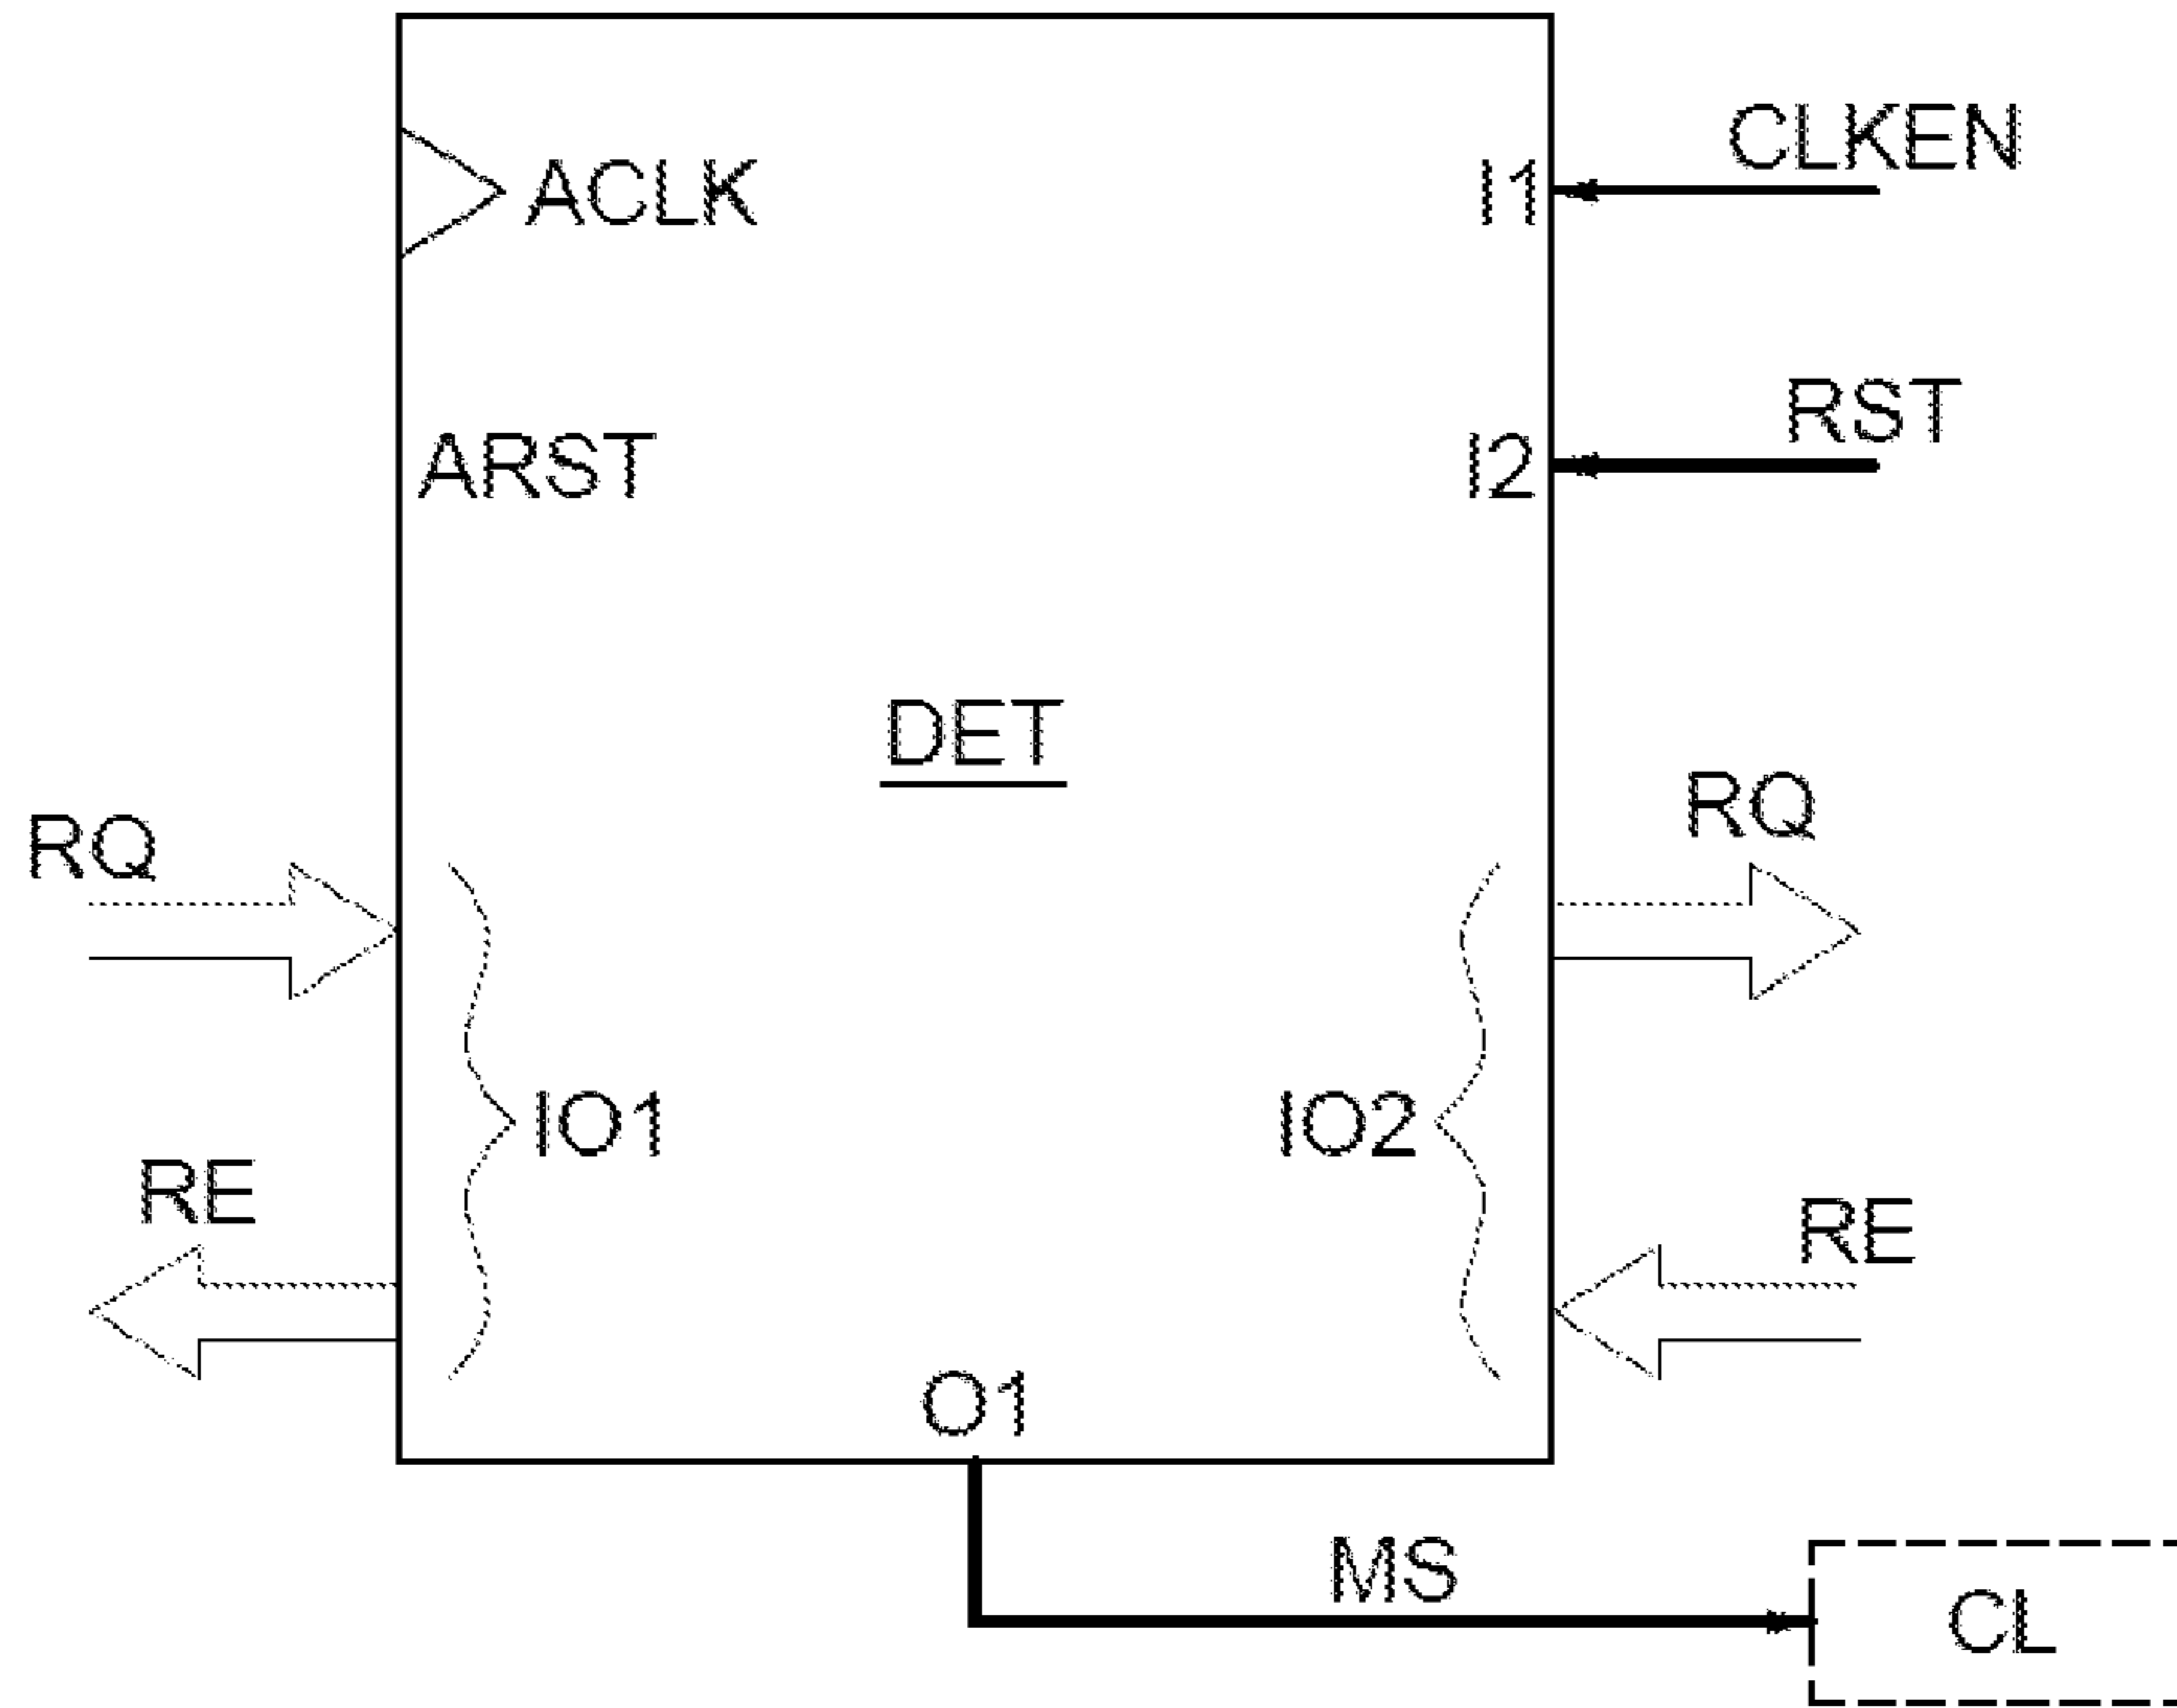 CLKEN
ACLK
I1
RST
ARST
I2
DET
RQ
RQ
IO1
IO2
RE
RE
O1
MS
CL